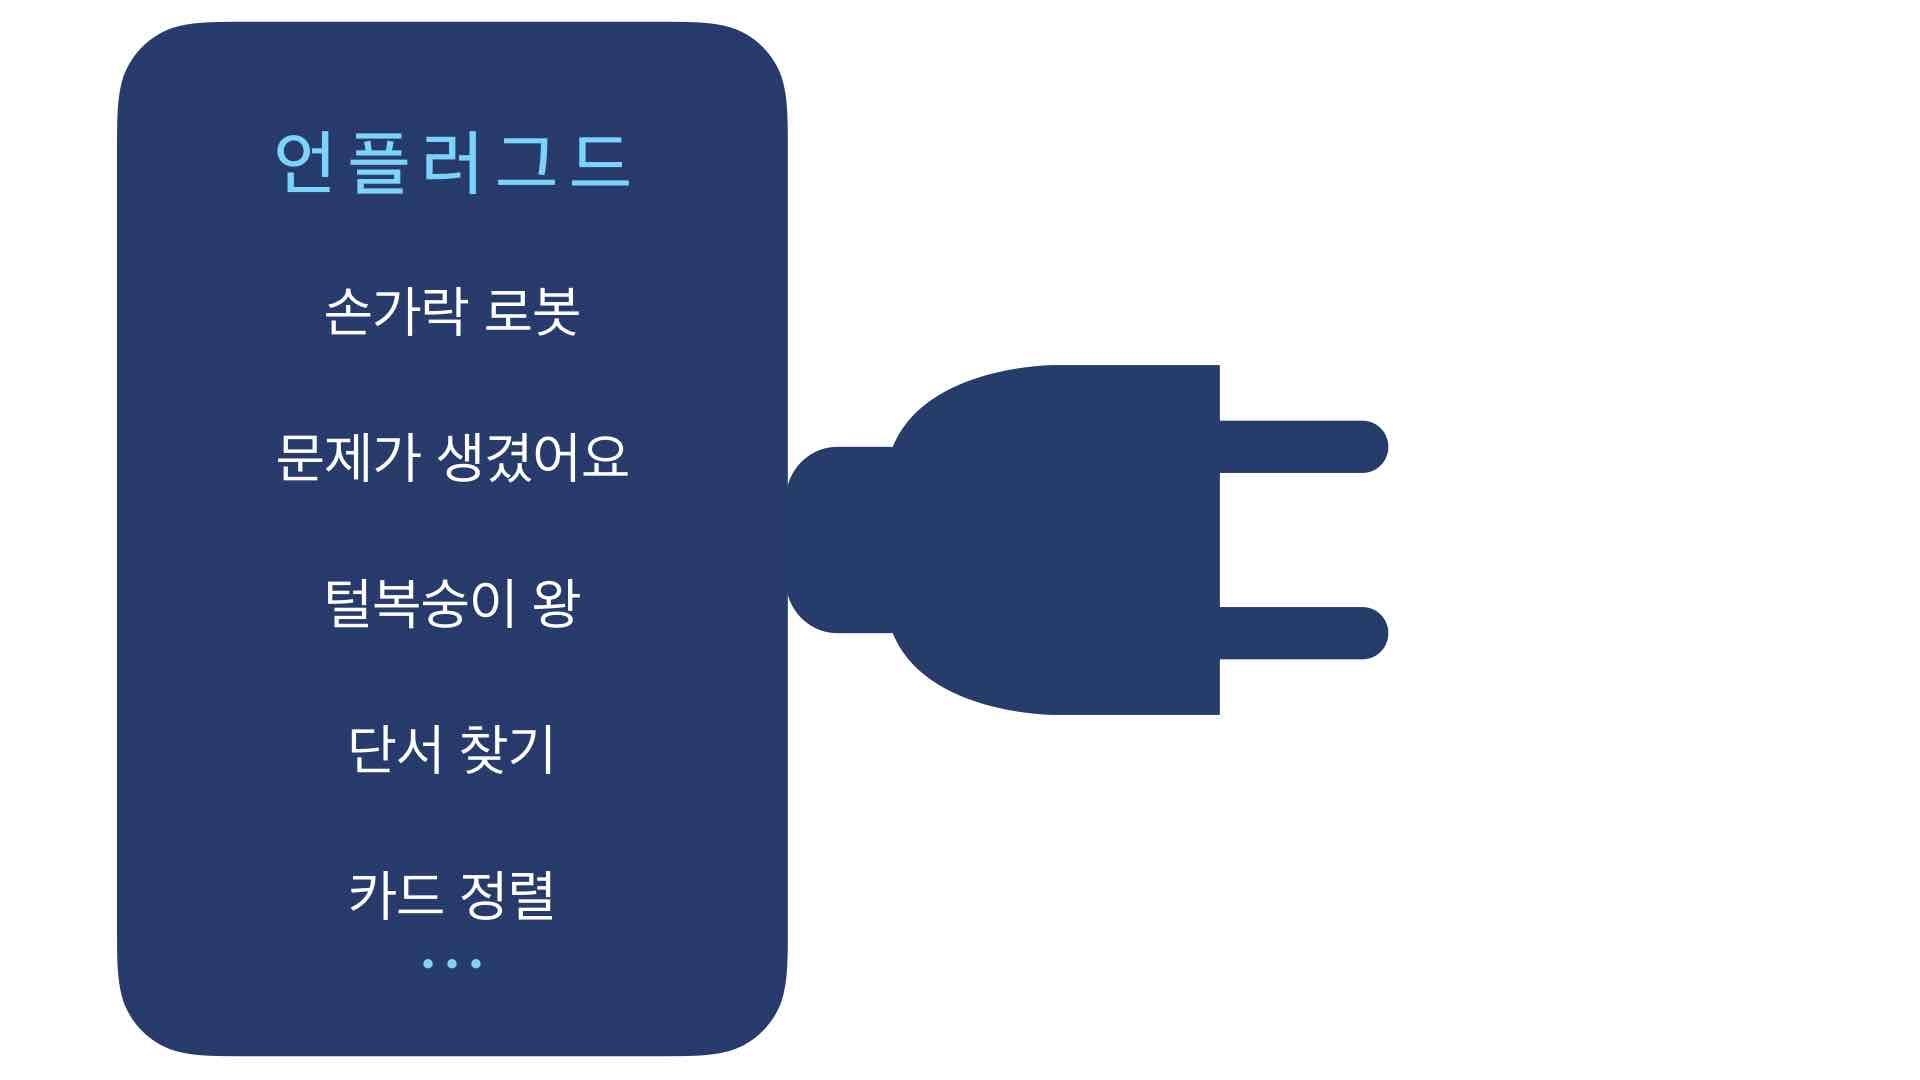 언플러그드
손가락 로봇
문제가 생겼어요
털복숭이 왕
단서 찾기
카드 정렬
...